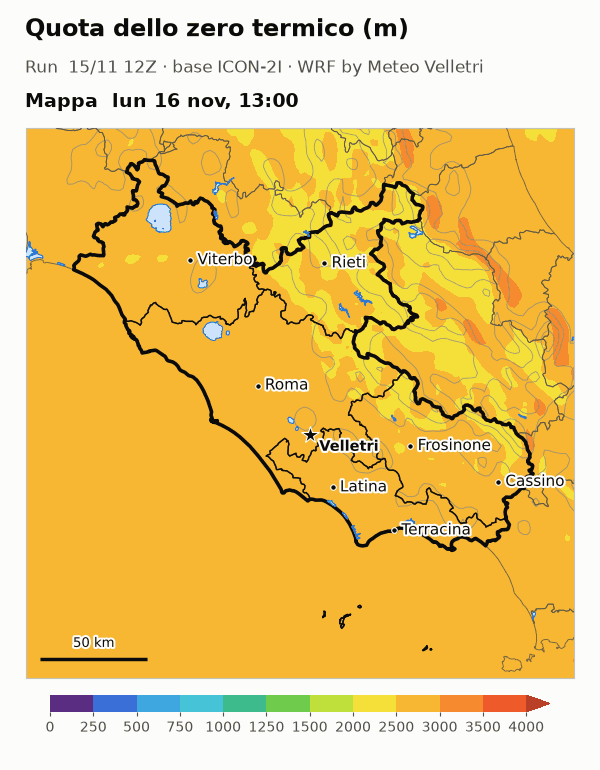 Quota dello zero termico (m)
Run  15/11 12Z · base ICON-2I · WRF by Meteo Velletri
Mappa  lun 16 nov, 13:00
Viterbo
Rieti
Roma
Velletri
Frosinone
Cassino
Latina
Terracina
50 km
0 250 500 750 1000 1250 1500 2000 2500 3000 3500 4000